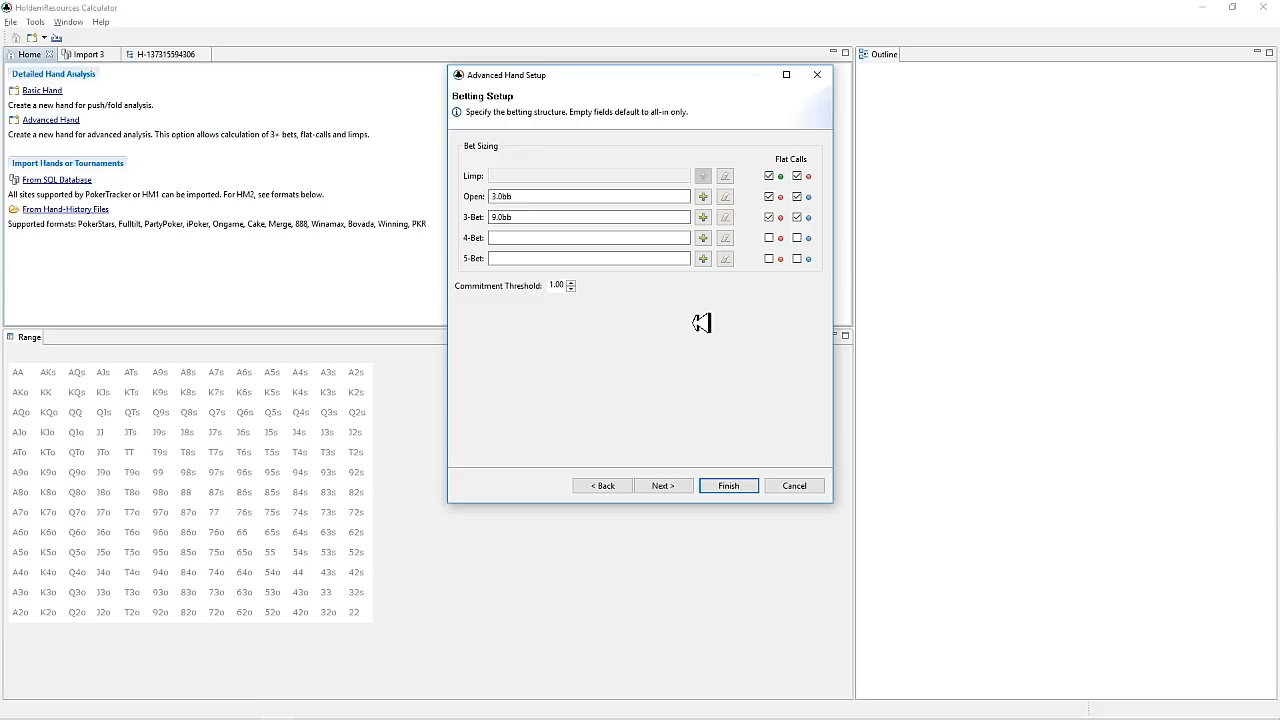 HoldemResources Calculator
File Tools Window Help
Home Import 3 H-137315594306
Outline
Detailed Hand Analysis
Basic Hand
Create a new hand for push/fold analysis.
Advanced Hand
Create a new hand for advanced analysis. This option allows calculation of 3+ bets, flat-calls and limps.
Import Hands or Tournaments
From SQL Database
All sites supported by PokerTracker or HM1 can be imported. For HM2, see formats below.
From Hand-History Files
Supported formats: PokerStars, Fulltilt, PartyPoker, iPoker, Ongame, Cake, Merge, 888, Winamax, Bovada, Winning, PKR
Advanced Hand Setup
Betting Setup
Specify the betting structure. Empty fields default to all-in only.
Bet Sizing
Flat Calls
Limp:
Open: 3.0bb
3-Bet: 9.0bb
4-Bet:
5-Bet:
Commitment Threshold: 1.00
< Back Next > Finish Cancel
Range
AA AKs AQs AJs ATs A9s A8s A7s A6s A5s A4s A3s A2s
AKo KK KQs KJs KTs K9s K8s K7s K6s K5s K4s K3s K2s
AQo KQo QQ QJs QTs Q9s Q8s Q7s Q6s Q5s Q4s Q3s Q2s
AJo KJo QJo JJ JTs J9s J8s J7s J6s J5s J4s J3s J2s
ATo KTo QTo JTo TT T9s T8s T7s T6s T5s T4s T3s T2s
A9o K9o Q9o J9o T9o 99 98s 97s 96s 95s 94s 93s 92s
A8o K8o Q8o J8o T8o 98o 88 87s 86s 85s 84s 83s 82s
A7o K7o Q7o J7o T7o 97o 87o 77 76s 75s 74s 73s 72s
A6o K6o Q6o J6o T6o 96o 86o 76o 66 65s 64s 63s 62s
A5o K5o Q5o J5o T5o 95o 85o 75o 65o 55 54s 53s 52s
A4o K4o Q4o J4o T4o 94o 84o 74o 64o 54o 44 43s 42s
A3o K3o Q3o J3o T3o 93o 83o 73o 63o 53o 43o 33 32s
A2o K2o Q2o J2o T2o 92o 82o 72o 62o 52o 42o 32o 22